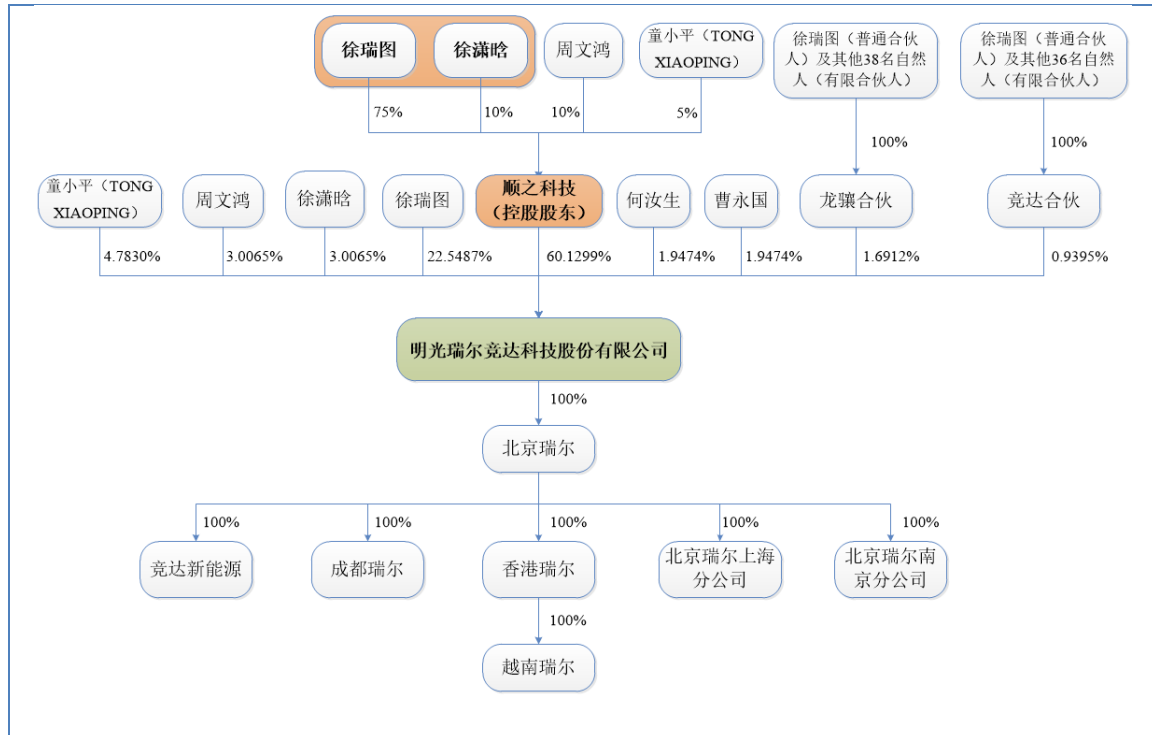 徐瑞图
徐潇晗
周文鸿
童小平（TONG
XIAOPING）
徐瑞图（普通合伙
人）及其他38名自然
人（有限合伙人）
徐瑞图（普通合伙
人）及其他36名自然
人（有限合伙人）
75%
10%
10%
5%
100%
100%
童小平（TONG
XIAOPING）
周文鸿
徐潇晗
徐瑞图
顺之科技
（控股股东）
何汝生
曹永国
龙骧合伙
竞达合伙
4.7830%
3.0065%
3.0065%
22.5487%
60.1299%
1.9474%
1.9474%
1.6912%
0.9395%
明光瑞尔竞达科技股份有限公司
100%
北京瑞尔
100%
100%
100%
100%
100%
竞达新能源
成都瑞尔
香港瑞尔
北京瑞尔上海
分公司
北京瑞尔南
京分公司
100%
越南瑞尔